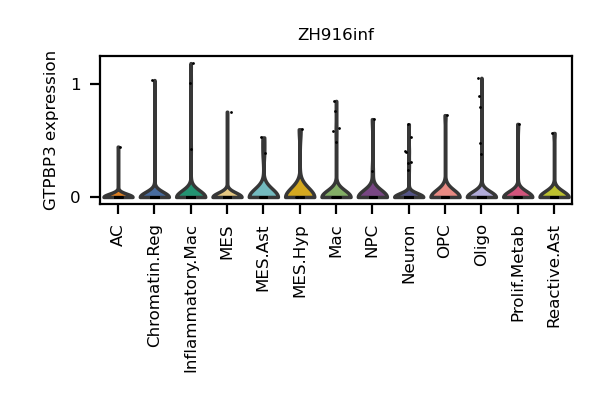 ZH916inf
GTPBP3 expression
1
0
AC
Chromatin.Reg
Inflammatory.Mac
MES
MES.Ast
MES.Hyp
Mac
NPC
Neuron
OPC
Oligo
Prolif.Metab
Reactive.Ast